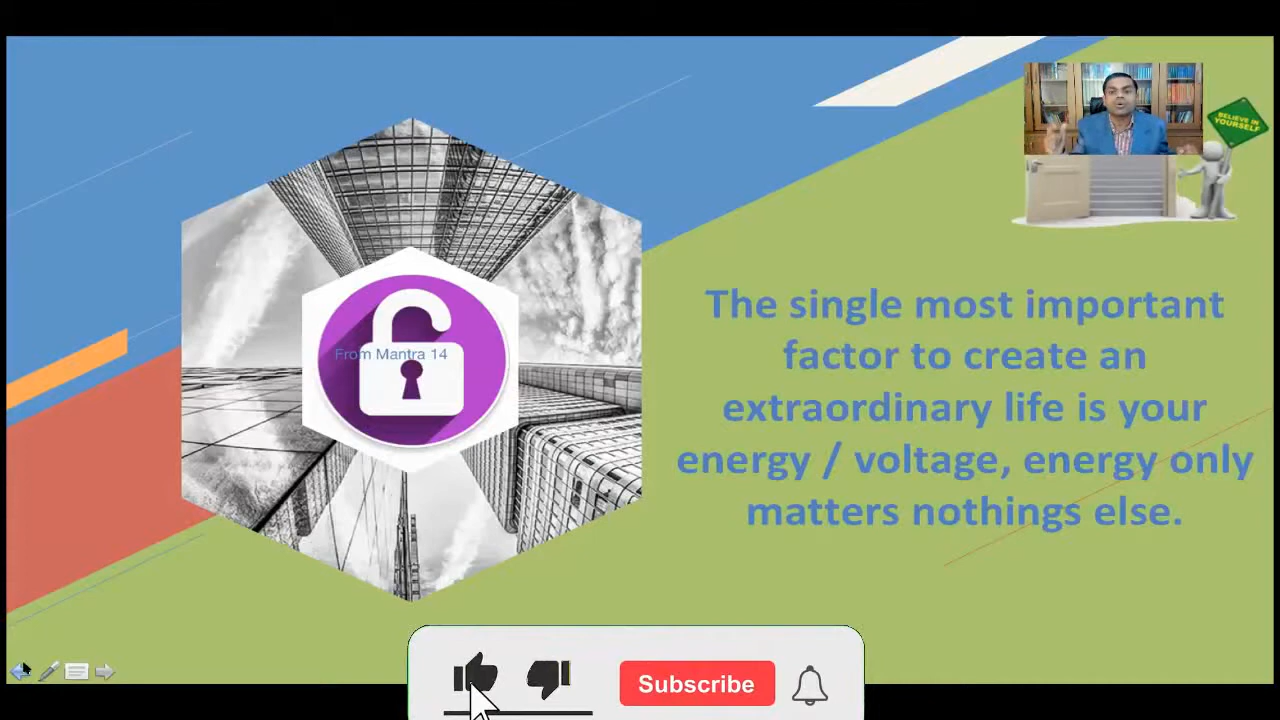 BELIEVE IN
YOURSELF
From Mantra 14
The single most important
factor to create an
extraordinary life is your
energy / voltage, energy only
matters nothings else.
Subscribe